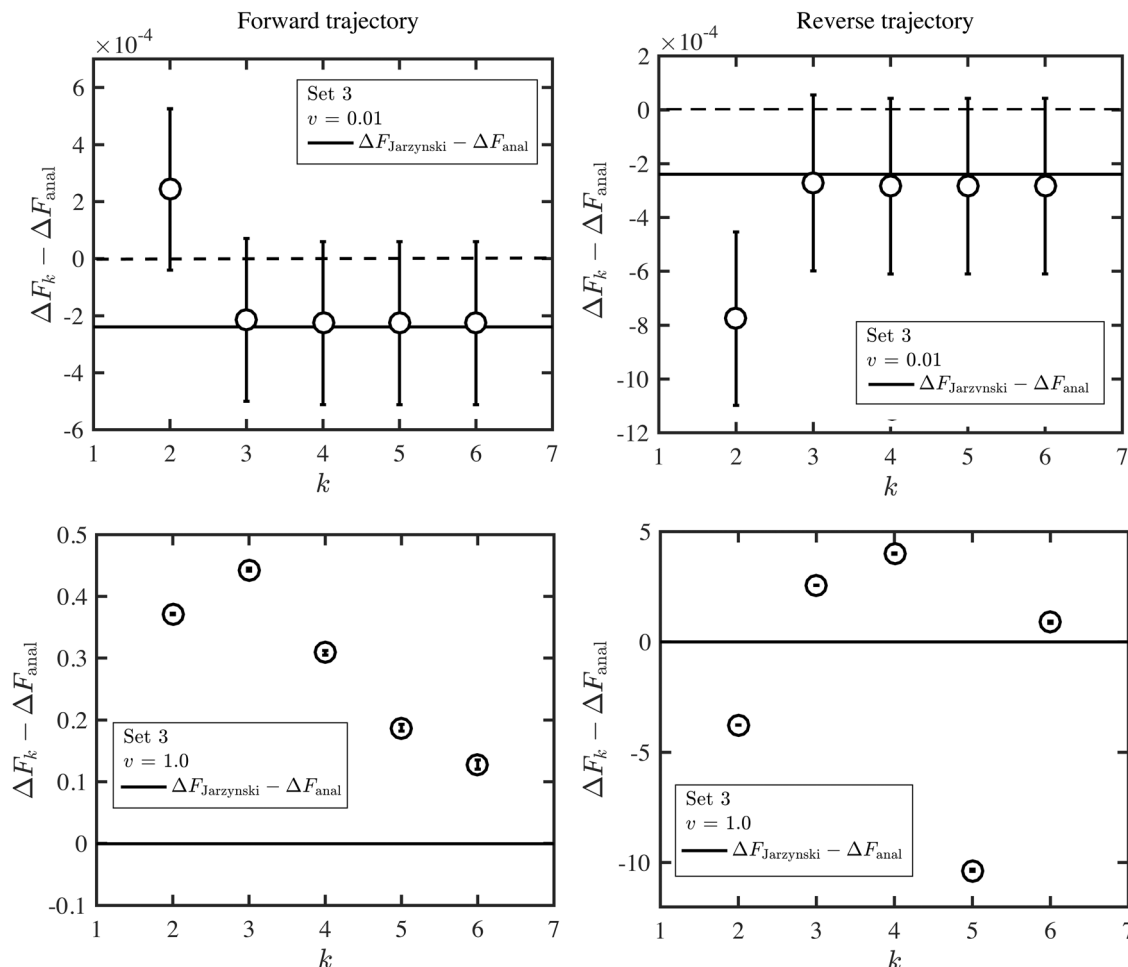 Forward trajectory
×10⁻⁴
6
4
2
0
-2
-4
-6
1 2 3 4 5 6 7
k
ΔF_k − ΔF_anal
Set 3
v = 0.01
ΔF_Jarzynski − ΔF_anal
Reverse trajectory
×10⁻⁴
2
0
-2
-4
-6
-8
-10
-12
1 2 3 4 5 6 7
k
ΔF_k − ΔF_anal
Set 3
v = 0.01
ΔF_Jarzynski − ΔF_anal
0.5
0.4
0.3
0.2
0.1
0
-0.1
1 2 3 4 5 6 7
k
ΔF_k − ΔF_anal
Set 3
v = 1.0
ΔF_Jarzynski − ΔF_anal
5
0
-5
-10
1 2 3 4 5 6 7
k
ΔF_k − ΔF_anal
Set 3
v = 1.0
ΔF_Jarzynski − ΔF_anal